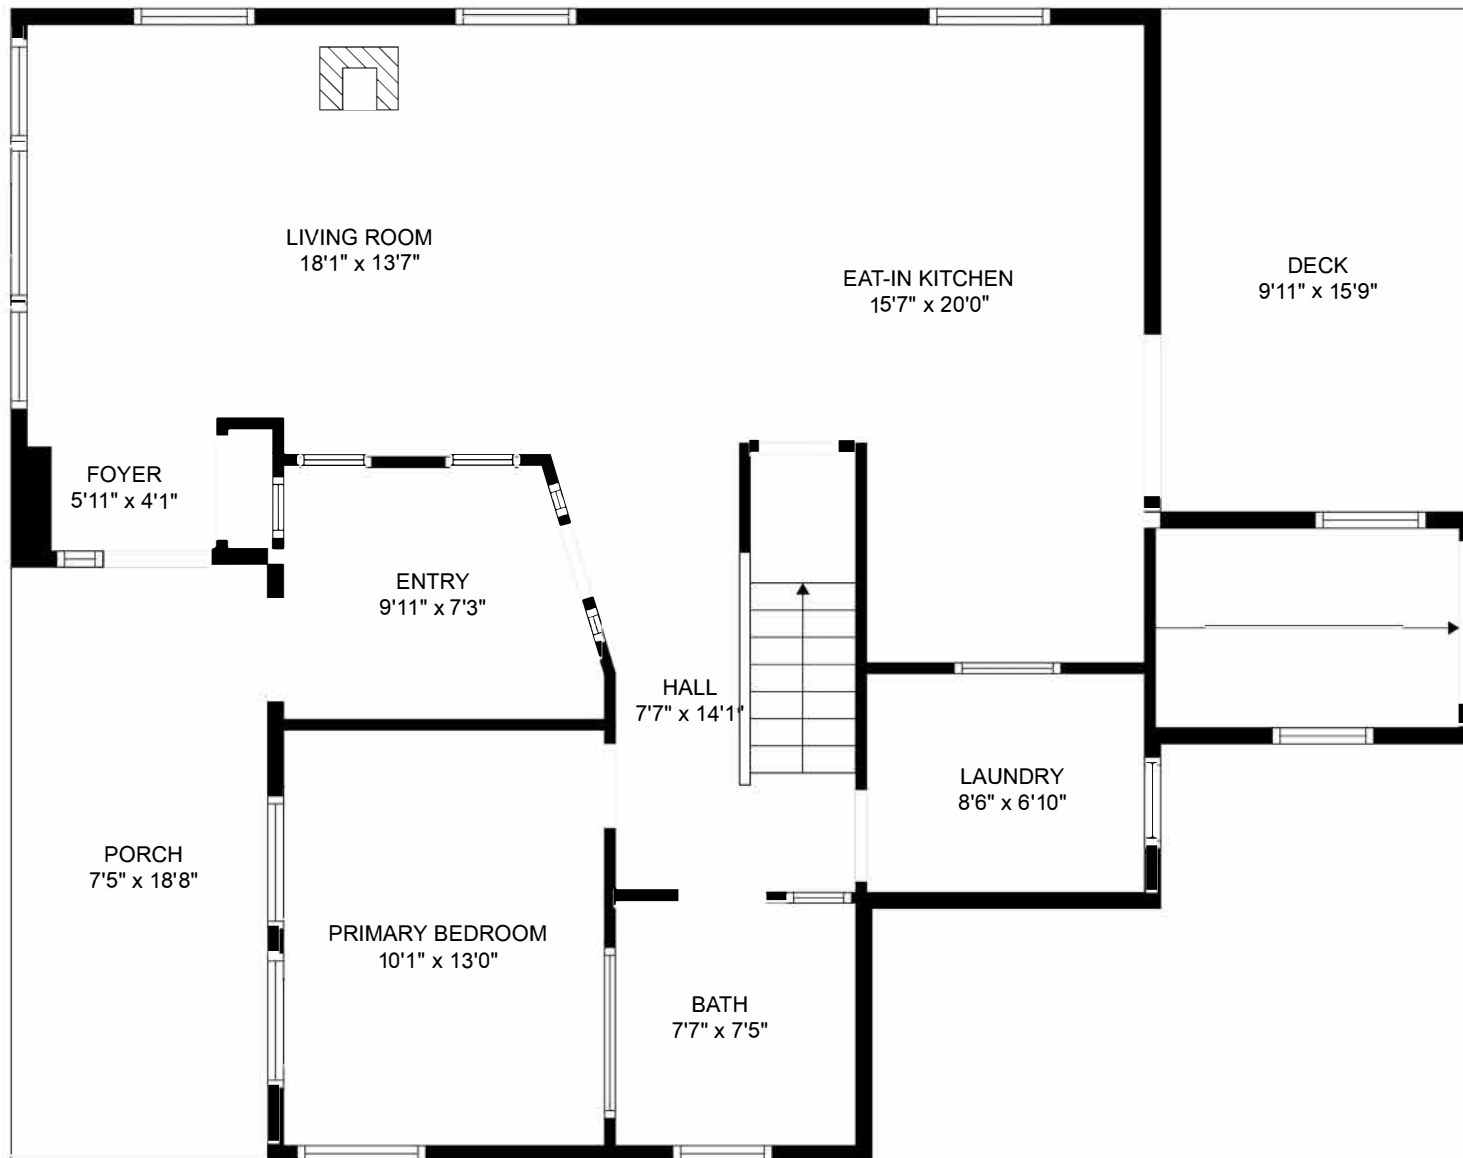 LIVING ROOM
18'1" x 13'7"
EAT-IN KITCHEN
15'7" x 20'0"
DECK
9'11" x 15'9"
FOYER
5'11" x 4'1"
ENTRY
9'11" x 7'3"
HALL
7'7" x 14'1"
LAUNDRY
8'6" x 6'10"
PORCH
7'5" x 18'8"
PRIMARY BEDROOM
10'1" x 13'0"
BATH
7'7" x 7'5"